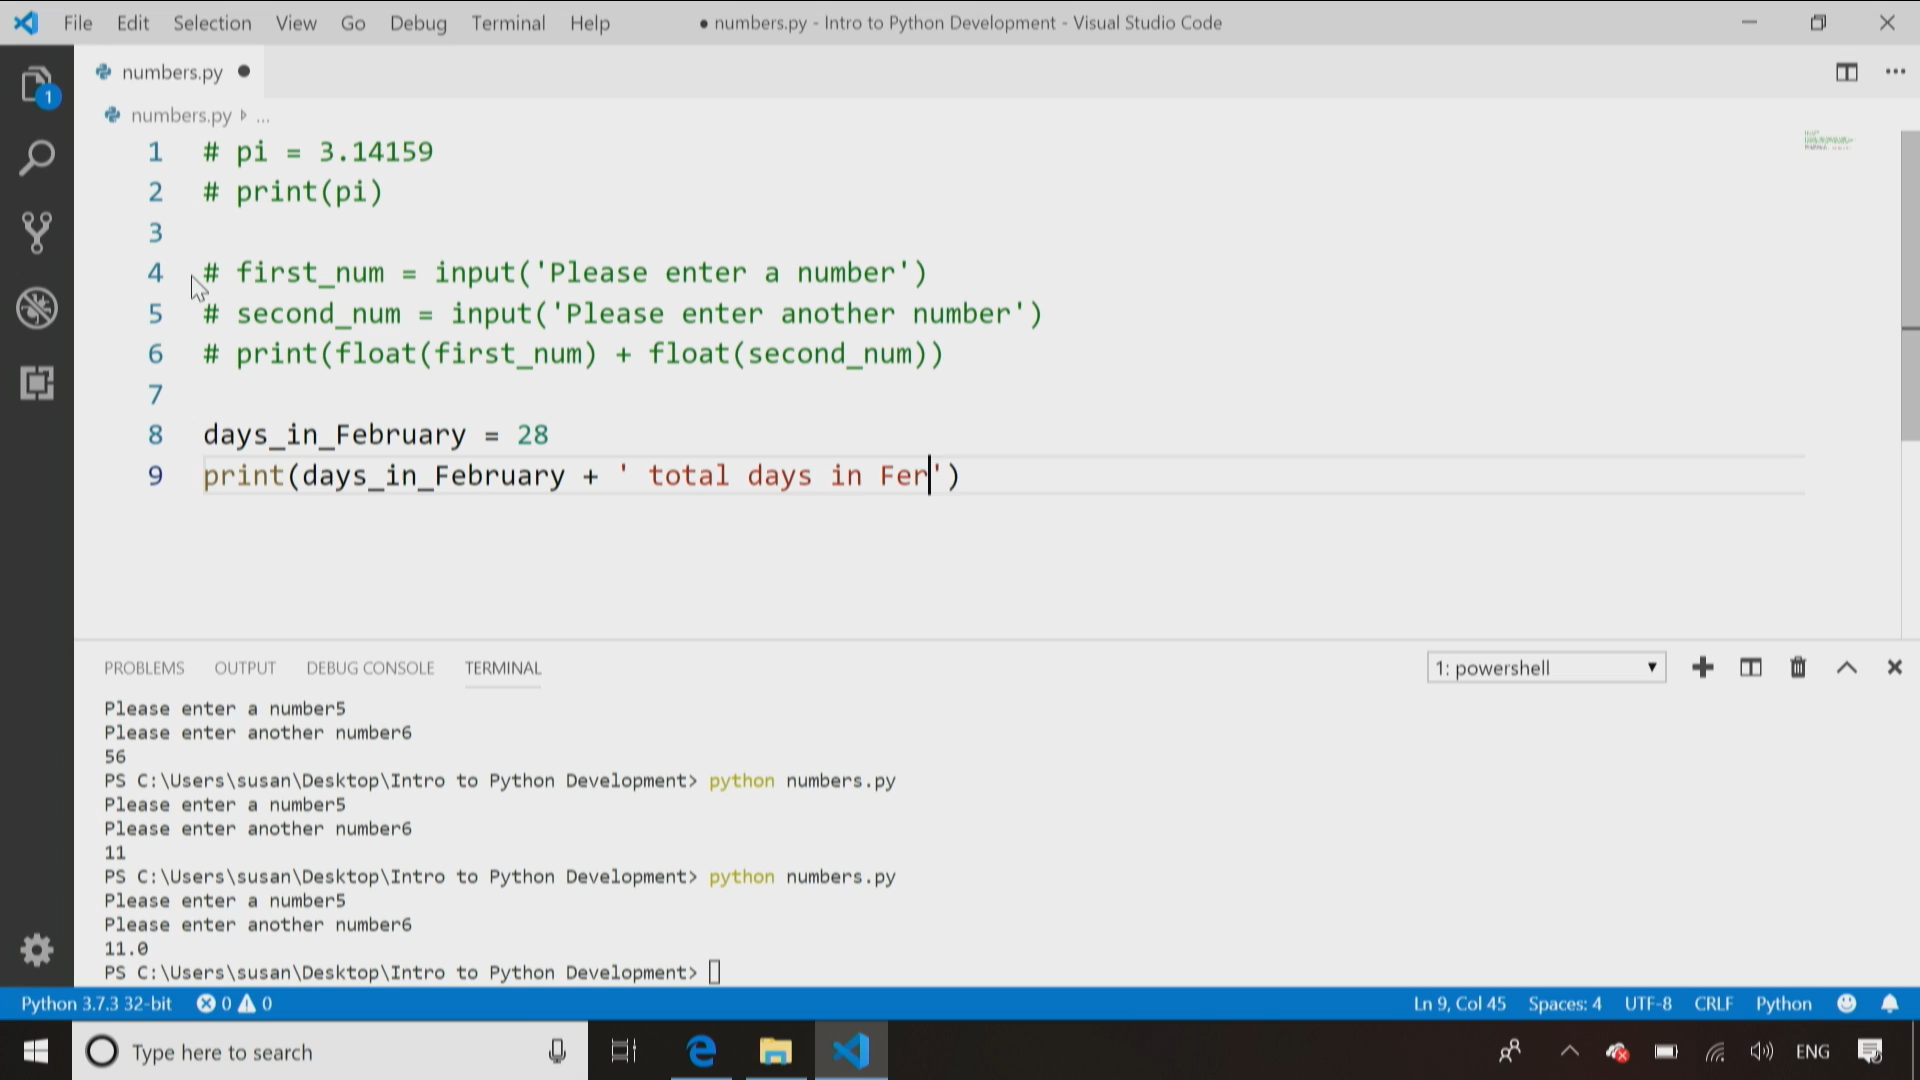 File Edit Selection View Go Debug Terminal Help ● numbers.py - Intro to Python Development - Visual Studio Code
numbers.py ●
1
numbers.py ▹ ...
1 # pi = 3.14159
2 # print(pi)
3
4 # first_num = input('Please enter a number')
5 # second_num = input('Please enter another number')
6 # print(float(first_num) + float(second_num))
7
8 days_in_February = 28
9 print(days_in_February + ' total days in Fer')
PROBLEMS OUTPUT DEBUG CONSOLE TERMINAL 1: powershell
Please enter a number5
Please enter another number6
56
PS C:\Users\susan\Desktop\Intro to Python Development> python numbers.py
Please enter a number5
Please enter another number6
11
PS C:\Users\susan\Desktop\Intro to Python Development> python numbers.py
Please enter a number5
Please enter another number6
11.0
PS C:\Users\susan\Desktop\Intro to Python Development>
Python 3.7.3 32-bit 0 0 Ln 9, Col 45 Spaces: 4 UTF-8 CRLF Python
Type here to search ENG